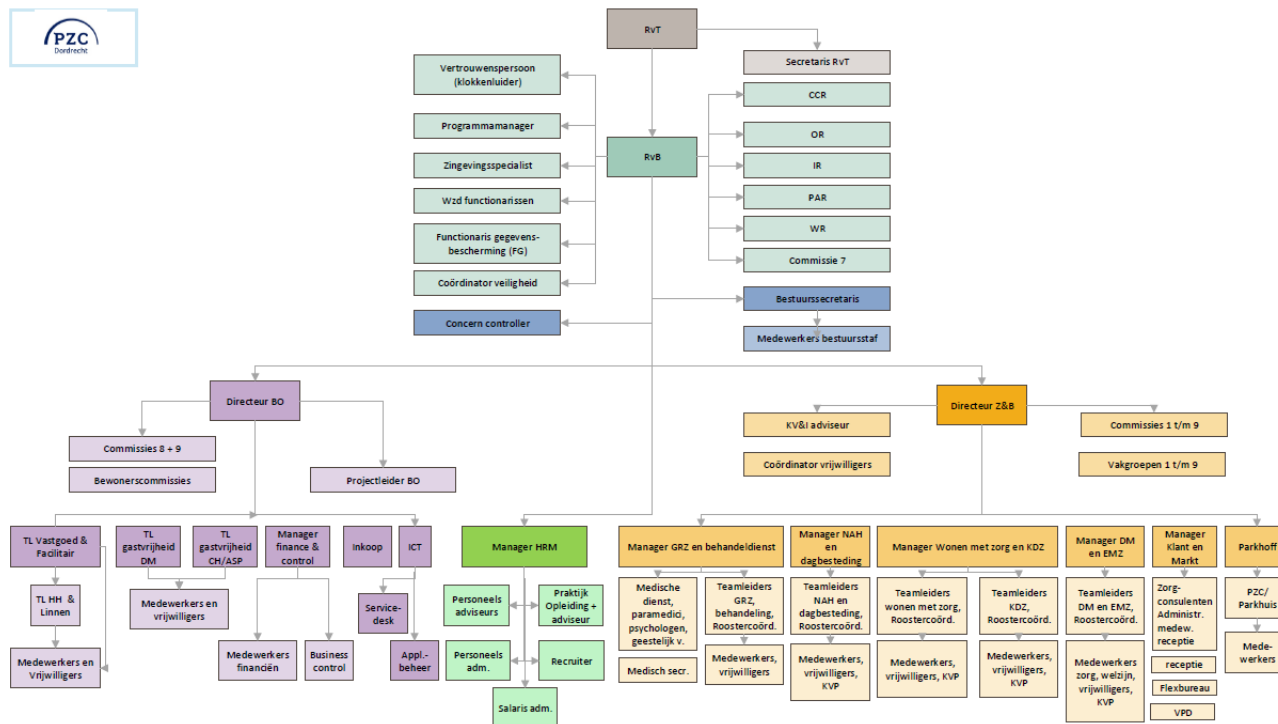 PZC
Dordrecht
RvT
Secretaris RvT
Vertrouwenspersoon
(klokkenluider)
CCR
Programmamanager
OR
RvB
Zingevingsspecialist
IR
Wzd functionarissen
PAR
Functionaris gegevens-
bescherming (FG)
WR
Commissie 7
Coördinator veiligheid
Bestuurssecretaris
Concern controller
Medewerkers bestuursstaf
Directeur BO
Directeur Z&B
Commissies 8 + 9
Bewonerscommissies
Projectleider BO
KV&I adviseur
Coördinator vrijwilligers
Commissies 1 t/m 9
Vakgroepen 1 t/m 9
TL Vastgoed &
Facilitair
TL
gastvrijheid
DM
TL
gastvrijheid
CH/ASP
Manager
finance &
control
Inkoop
ICT
Manager HRM
Manager GRZ en behandeldienst
Manager NAH
en
dagbesteding
Manager Wonen met zorg en KDZ
Manager DM
en EMZ
Manager
Klant en
Markt
Parkhoff
TL HH &
Linnen
Medewerkers en
Vrijwilligers
Medewerkers en
vrijwilligers
Medewerkers
financiën
Business
control
Service-
desk
Appl.-
beheer
Personeels
adviseurs
Praktijk
Opleiding +
adviseur
Personeels
adm.
Recruiter
Salaris adm.
Medische
dienst,
paramedici,
psychologen,
geestelijk v.
Medisch secr.
Teamleiders
GRZ,
behandeling,
Roostercoörd.
Medewerkers,
vrijwilligers
Teamleiders
NAH en
dagbesteding,
Roostercoörd.
Medewerkers,
vrijwilligers,
KVP
Teamleiders
wonen met zorg,
Roostercoörd.
Medewerkers,
vrijwilligers, KVP
Teamleiders
KDZ,
Roostercoörd.
Medewerkers,
vrijwilligers, KVP
Teamleiders
DM en EMZ,
Roostercoörd.
Medewerkers
zorg, welzijn,
vrijwilligers,
KVP
Zorg-
consulenten
Administr.
medew.
receptie
receptie
Flexbureau
VPD
PZC/
Parkhuis
Mede-
werkers